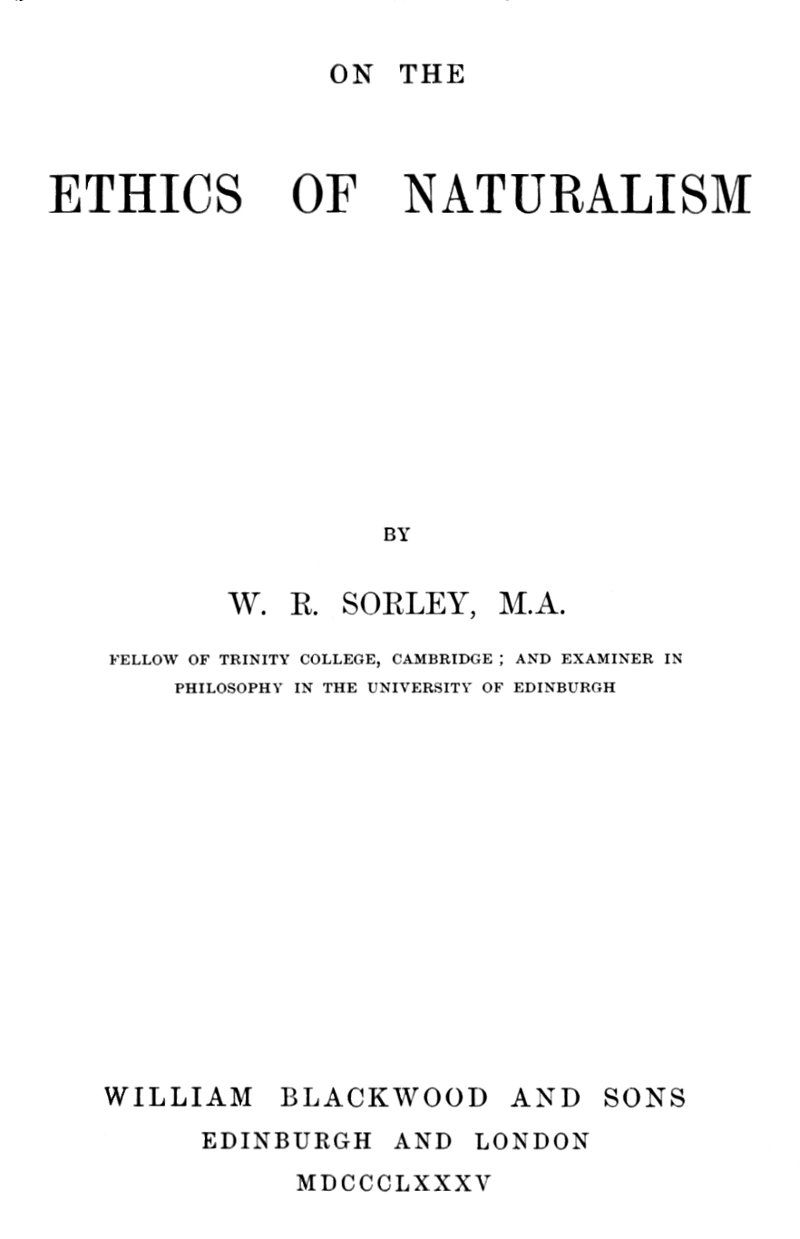 ON THE
ETHICS OF NATURALISM
BY
W. R. SORLEY, M.A.
FELLOW OF TRINITY COLLEGE, CAMBRIDGE; AND EXAMINER IN
PHILOSOPHY IN THE UNIVERSITY OF EDINBURGH
WILLIAM BLACKWOOD AND SONS
EDINBURGH AND LONDON
MDCCCLXXXV